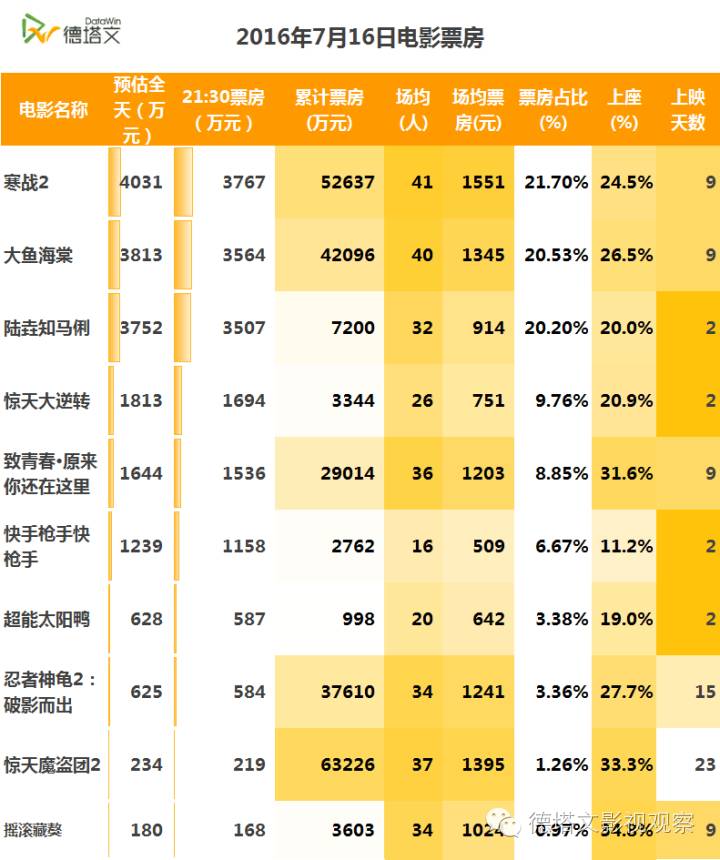 DataWin
德塔文
2016年7月16日电影票房
电影名称 预估全天（万元） 21:30票房（万元） 累计票房(万元) 场均(人) 场均票房(元) 票房占比(%) 上座(%) 上映天数
寒战2 4031 3767 52637 41 1551 21.70% 24.5% 9
大鱼海棠 3813 3564 42096 40 1345 20.53% 26.5% 9
陆垚知马俐 3752 3507 7200 32 914 20.20% 20.0% 2
惊天大逆转 1813 1694 3344 26 751 9.76% 20.9% 2
致青春·原来你还在这里 1644 1536 29014 36 1203 8.85% 31.6% 9
快手枪手快枪手 1239 1158 2762 16 509 6.67% 11.2% 2
超能太阳鸭 628 587 998 20 642 3.38% 19.0% 2
忍者神龟2：破影而出 625 584 37610 34 1241 3.36% 27.7% 15
惊天魔盗团2 234 219 63226 37 1395 1.26% 33.3% 23
摇滚藏獒 180 168 3603 34 1024 0.97% 34.8% 9
德塔文影视观察